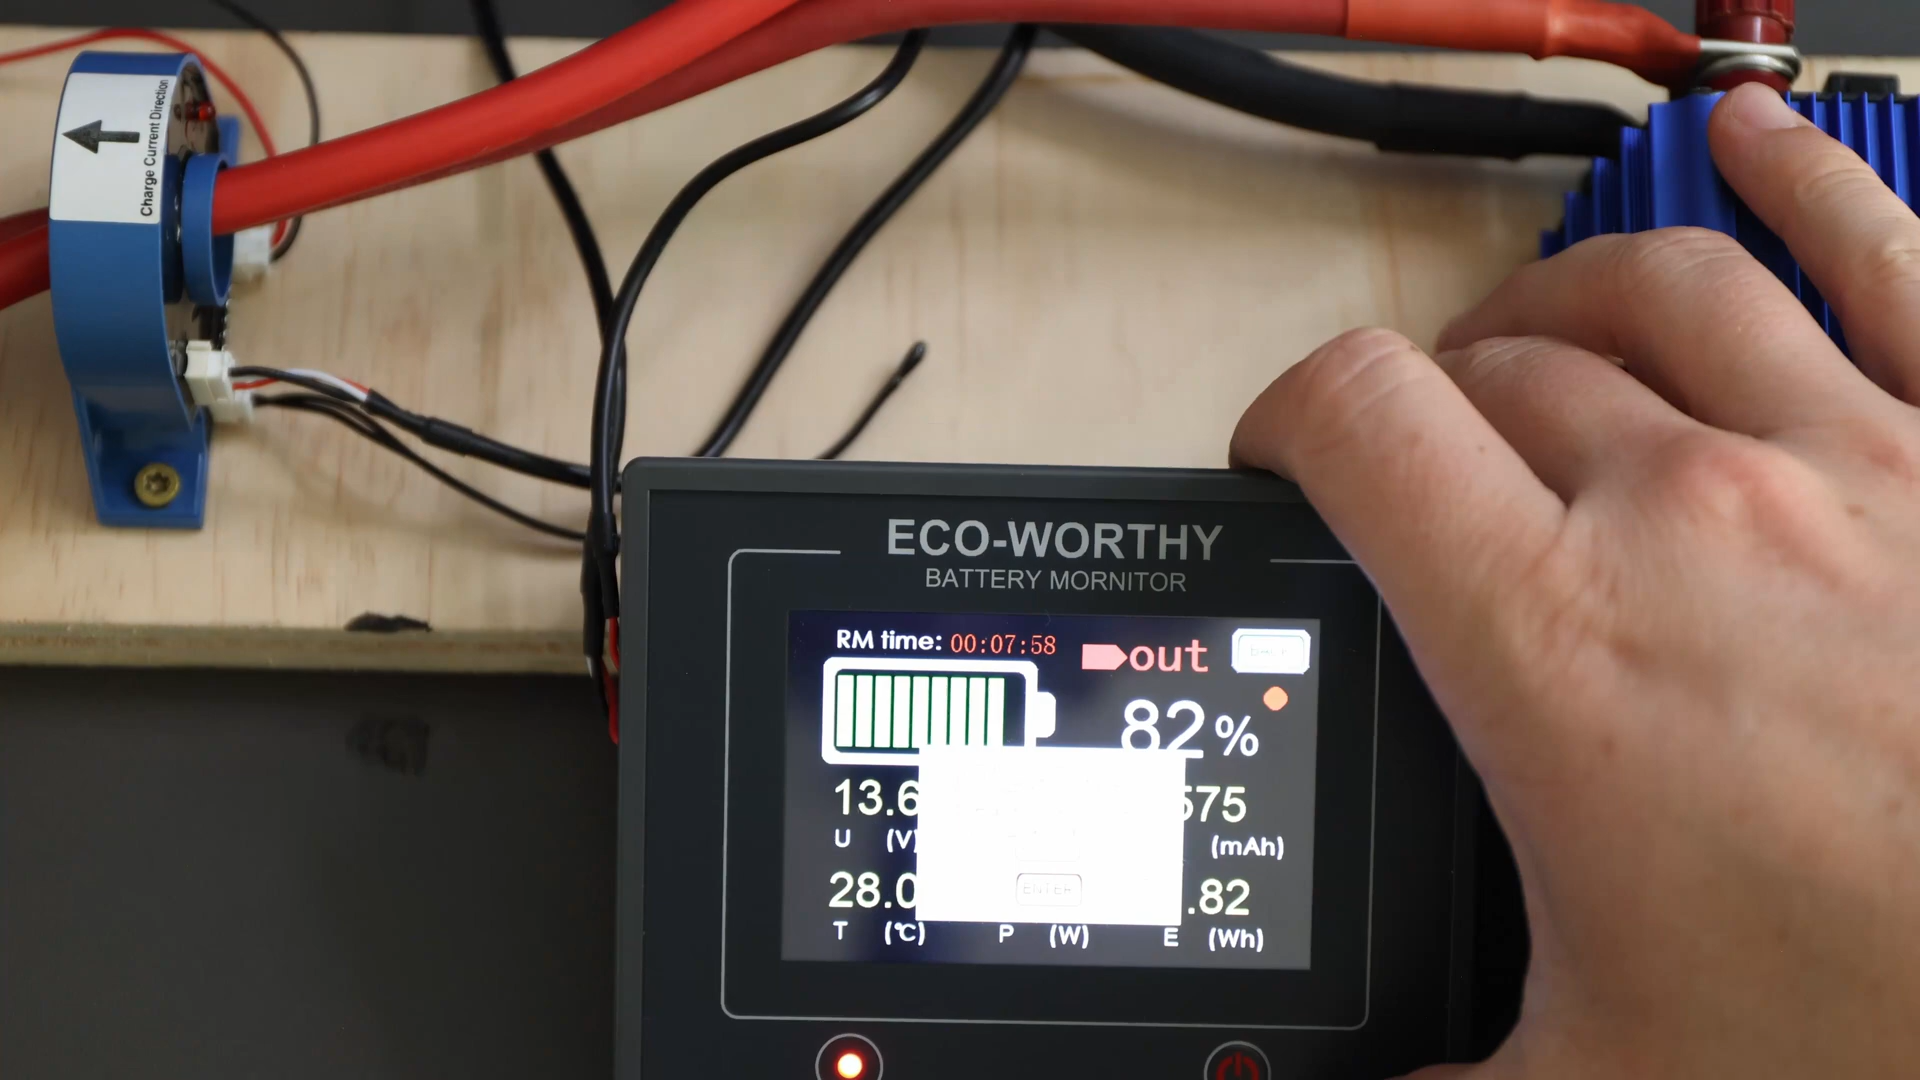 Charge Current Direction
ECO-WORTHY
BATTERY MORNITOR
RM time: 00:07:58
out
BACK
82%
13.6
575
U (V)
(mAh)
ENTER
28.0
.82
T (℃)
P (W)
E (Wh)